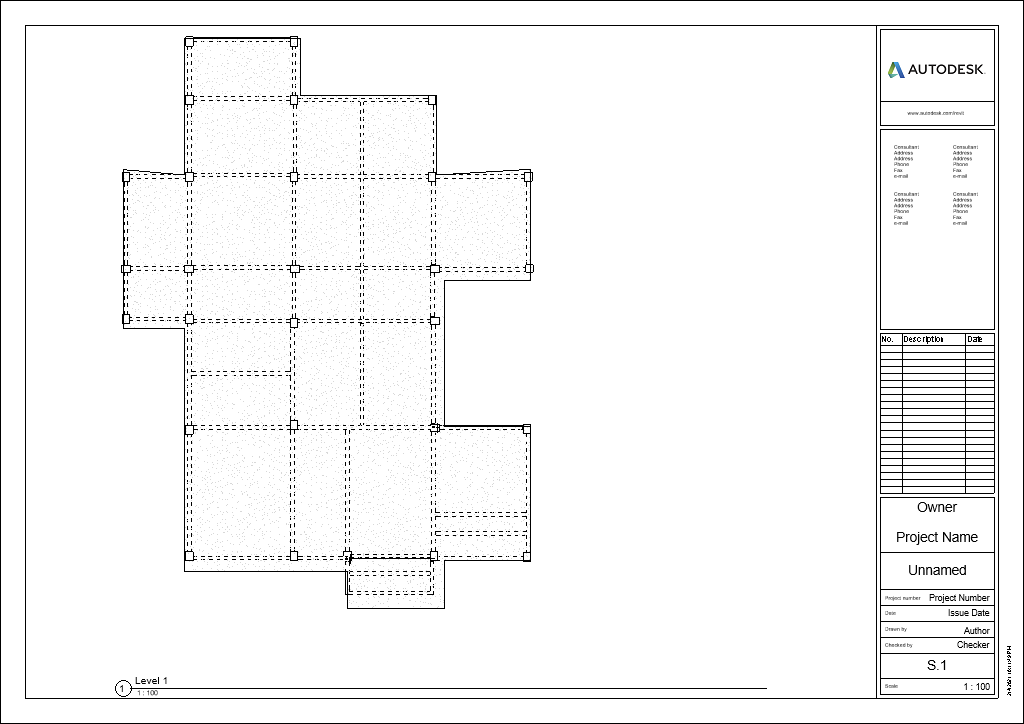 AUTODESK.
www.autodesk.com/revit
Consultant
Address
Address
Phone
Fax
e-mail
Consultant
Address
Address
Phone
Fax
e-mail
Consultant
Address
Address
Phone
Fax
e-mail
Consultant
Address
Address
Phone
Fax
e-mail
No. Description Date
Owner
Project Name
Unnamed
Project number Project Number
Date Issue Date
Drawn by Author
Checked by Checker
S.1
Scale 1 : 100
1 Level 1
1 : 100